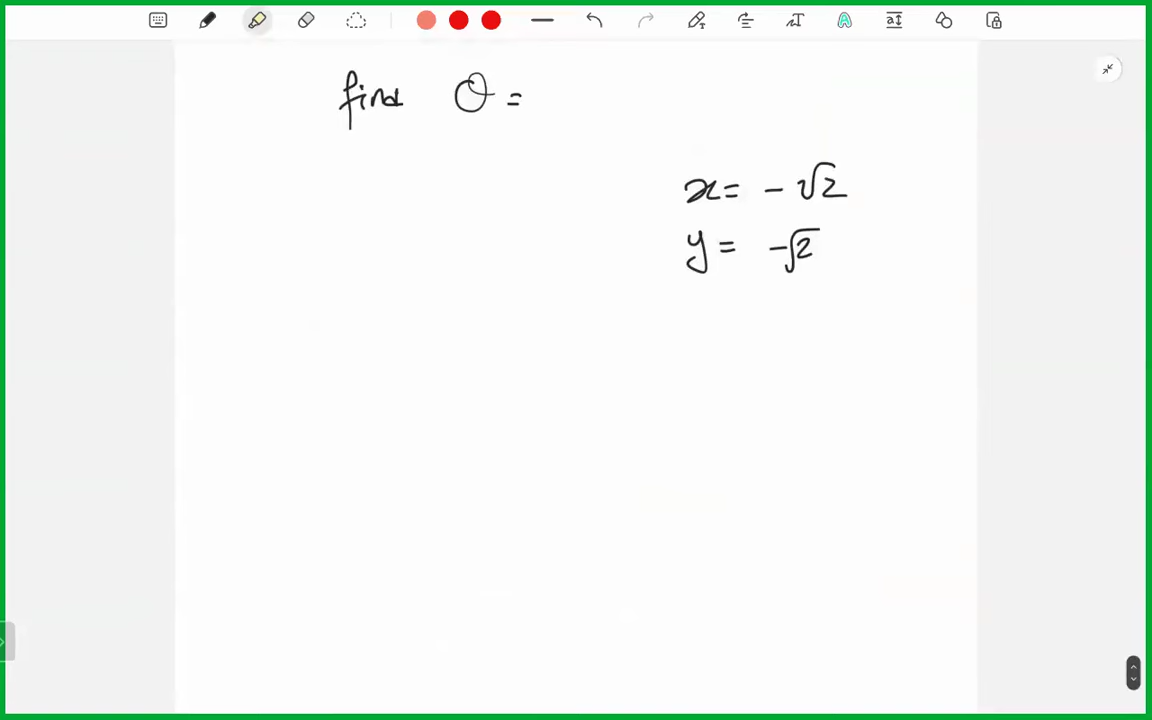 find θ =
x = - √2
y = - √2